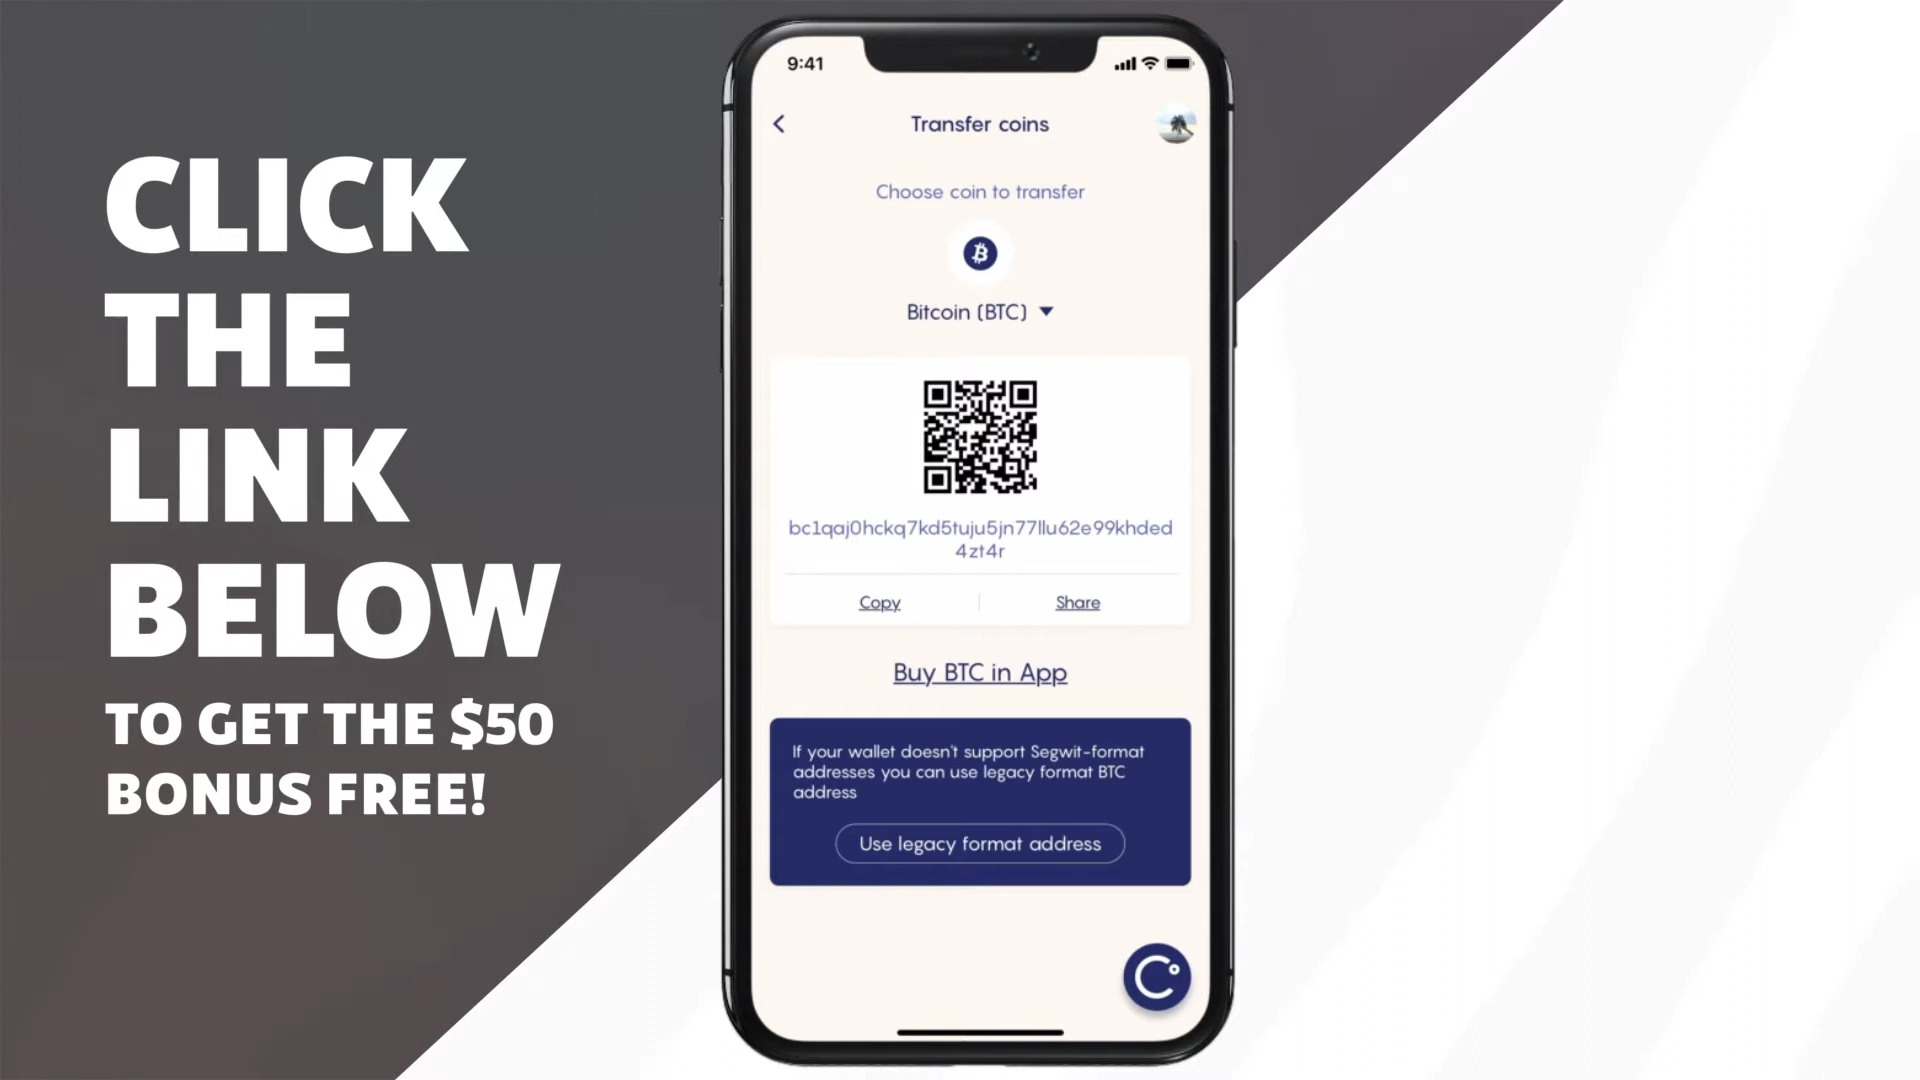 CLICK
THE
LINK
BELOW
TO GET THE $50
BONUS FREE!
9:41
Transfer coins
Choose coin to transfer
Bitcoin (BTC)
bc1qaj0hckq7kd5tuju5jn77llu62e99khded
4zt4r
Copy
Share
Buy BTC in App
If your wallet doesn't support Segwit-format
addresses you can use legacy format BTC
address
Use legacy format address